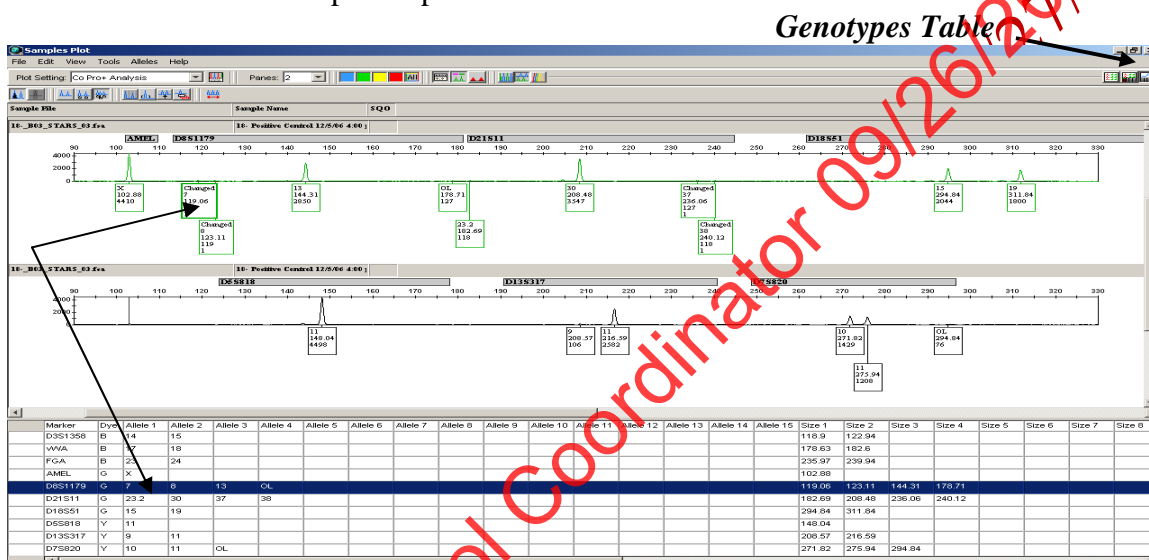 Genotypes Table
Samples Plot
File Edit View Tools Alleles Help
Plot Setting: Co Pro+ Analysis Panes: 2 All
Sample File Sample Name SQO
18-_B03_STARS_03.fsa 18- Positive Control 12/5/06 4:00
AMEL D8S1179 D21S11 D18S51
90 100 110 120 130 140 150 160 170 180 190 200 210 220 230 240 250 260 270 280 290 300 310 320 330
4000
2000
0
X
102.88
4410
Changed
7
119.06
Changed
8
123.11
119
1
13
144.31
2850
OL
178.71
127
23.2
182.69
118
30
208.48
3547
Changed
37
236.06
127
1
Changed
38
240.12
118
1
15
294.84
2044
19
311.84
1800
18-_B03_STARS_03.fsa 18- Positive Control 12/5/06 4:00
D5S818 D13S317 D7S820
90 100 110 120 130 140 150 160 170 180 190 200 210 220 230 240 250 260 270 280 290 300 310 320 330
4000
2000
0
11
148.04
4498
9
208.57
106
11
216.59
2582
10
271.82
1429
11
275.94
1208
OL
294.84
76
Marker Dye Allele 1 Allele 2 Allele 3 Allele 4 Allele 5 Allele 6 Allele 7 Allele 8 Allele 9 Allele 10 Allele 11 Allele 12 Allele 13 Allele 14 Allele 15 Size 1 Size 2 Size 3 Size 4 Size 5 Size 6 Size 7 Size 8
D3S1358 B 14 15 118.9 122.94
vWA B 17 18 178.63 182.6
FGA B 23 24 235.97 239.94
AMEL G X 102.88
D8S1179 G 7 8 13 OL 119.06 123.11 144.31 178.71
D21S11 G 23.2 30 37 38 182.69 208.48 236.06 240.12
D18S51 G 15 19 294.84 311.84
D5S818 Y 11 148.04
D13S317 Y 9 11 208.57 216.59
D7S820 Y 10 11 OL 271.82 275.94 294.84
ol Coordinator 09/26/20